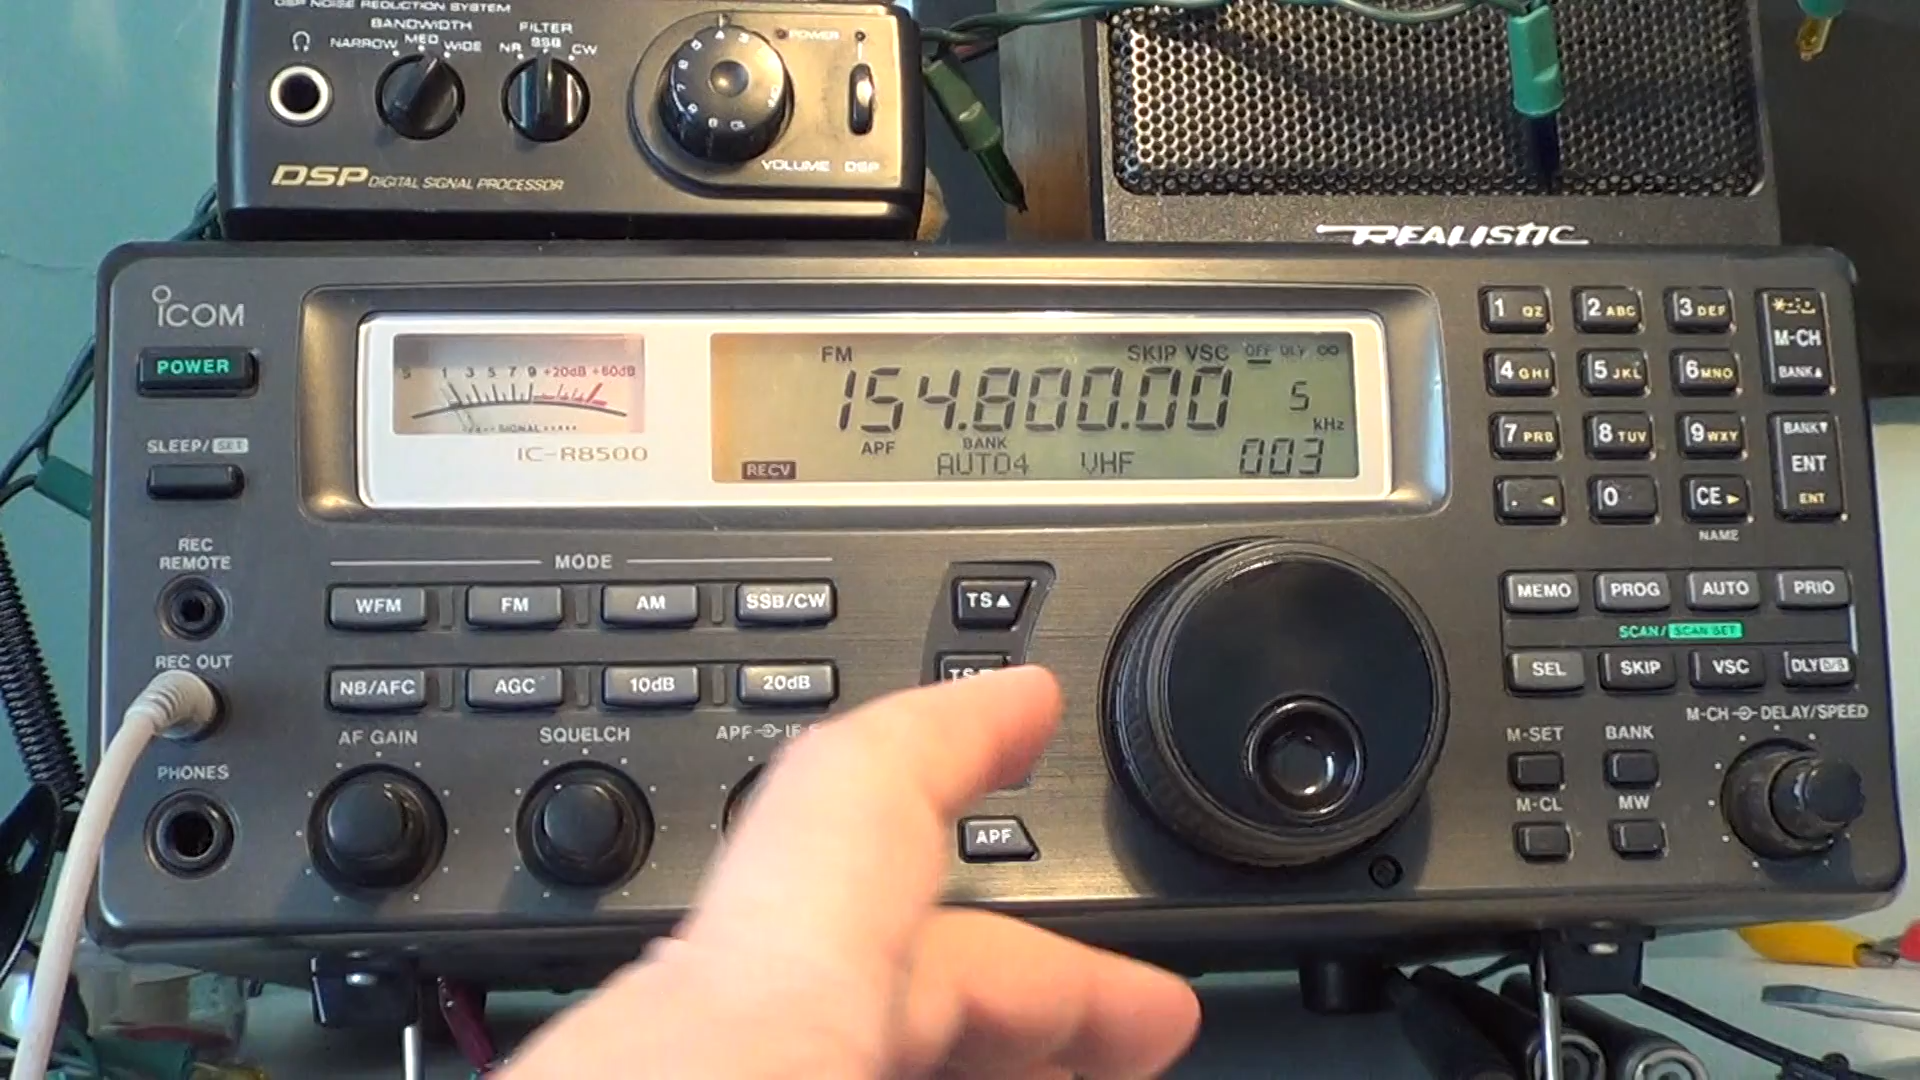 DSP NOISE REDUCTION SYSTEM
BANDWIDTH
NARROW MED WIDE
FILTER
NR SSB CW
POWER
VOLUME DSP
DSP DIGITAL SIGNAL PROCESSOR
REALISTIC
ICOM
POWER
SLEEP/SET
REC
REMOTE
REC OUT
PHONES
S 1 3 5 7 9 +20dB +60dB
SIGNAL
IC-R8500
FM SKIP VSC OFF DLY ∞
154.800.00 5
kHz
APF BANK
RECV AUTO4 VHF 003
MODE
WFM FM AM SSB/CW
NB/AFC AGC 10dB 20dB
AF GAIN SQUELCH APF
TS▲
APF
1 QZ 2 ABC 3 DEF
M-CH
BANK▲
4 GHI 5 JKL 6 MNO
7 PRS 8 TUV 9 WXY
BANK▼
ENT
ENT
. ◄ 0 CE ►
NAME
MEMO PROG AUTO PRIO
SCAN/SCAN SET
SEL SKIP VSC DLY
M-CH DELAY/SPEED
M-SET BANK
M-CL MW